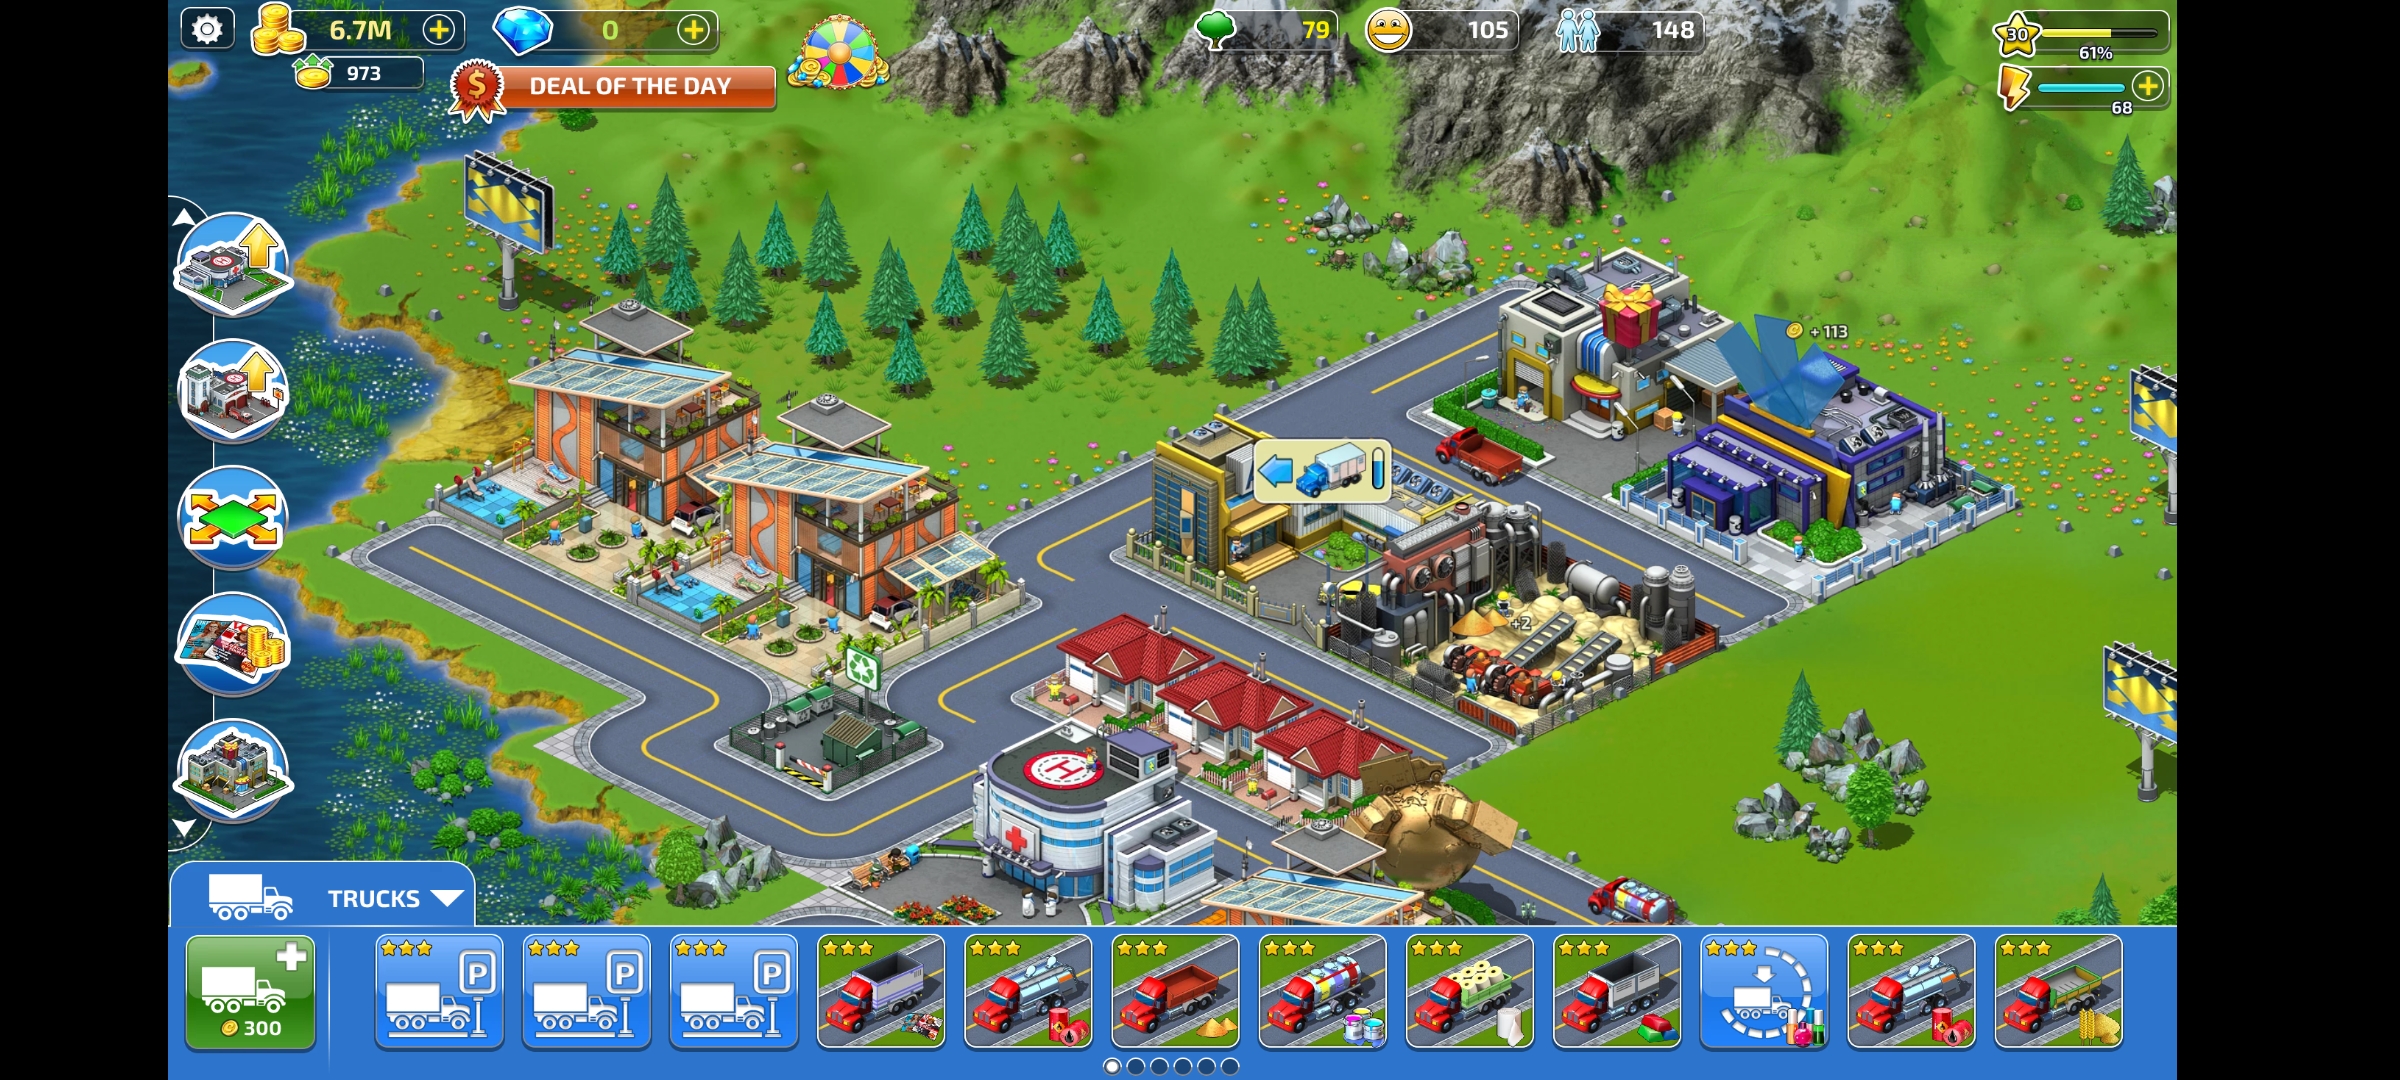 6.7M
0
79
105
148
30
61%
973
DEAL OF THE DAY
68
+113
+2
H
TRUCKS
300
P
P
P